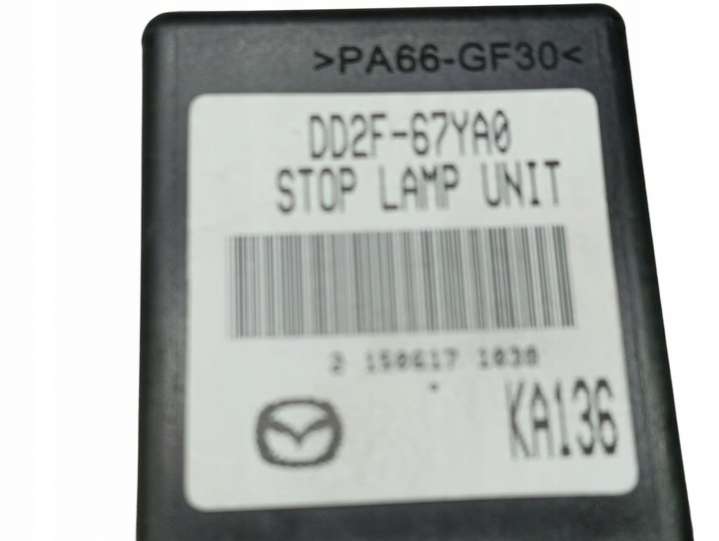 >PA66-GF30<
DD2F-67YA0
STOP LAMP UNIT
2 150617 1038
KA136